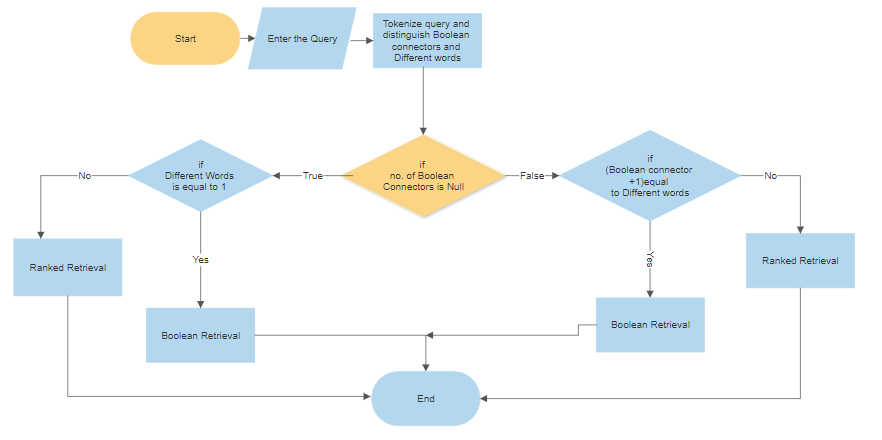 Start
Enter the Query
Tokenize query and
distinguish Boolean
connectors and
Different words
if
Different Words
is equal to 1
if
no. of Boolean
Connectors is Null
if
(Boolean connector
+1)equal
to Different words
No
True
False
No
Yes
Yes
Ranked Retrieval
Ranked Retrieval
Boolean Retrieval
Boolean Retrieval
End